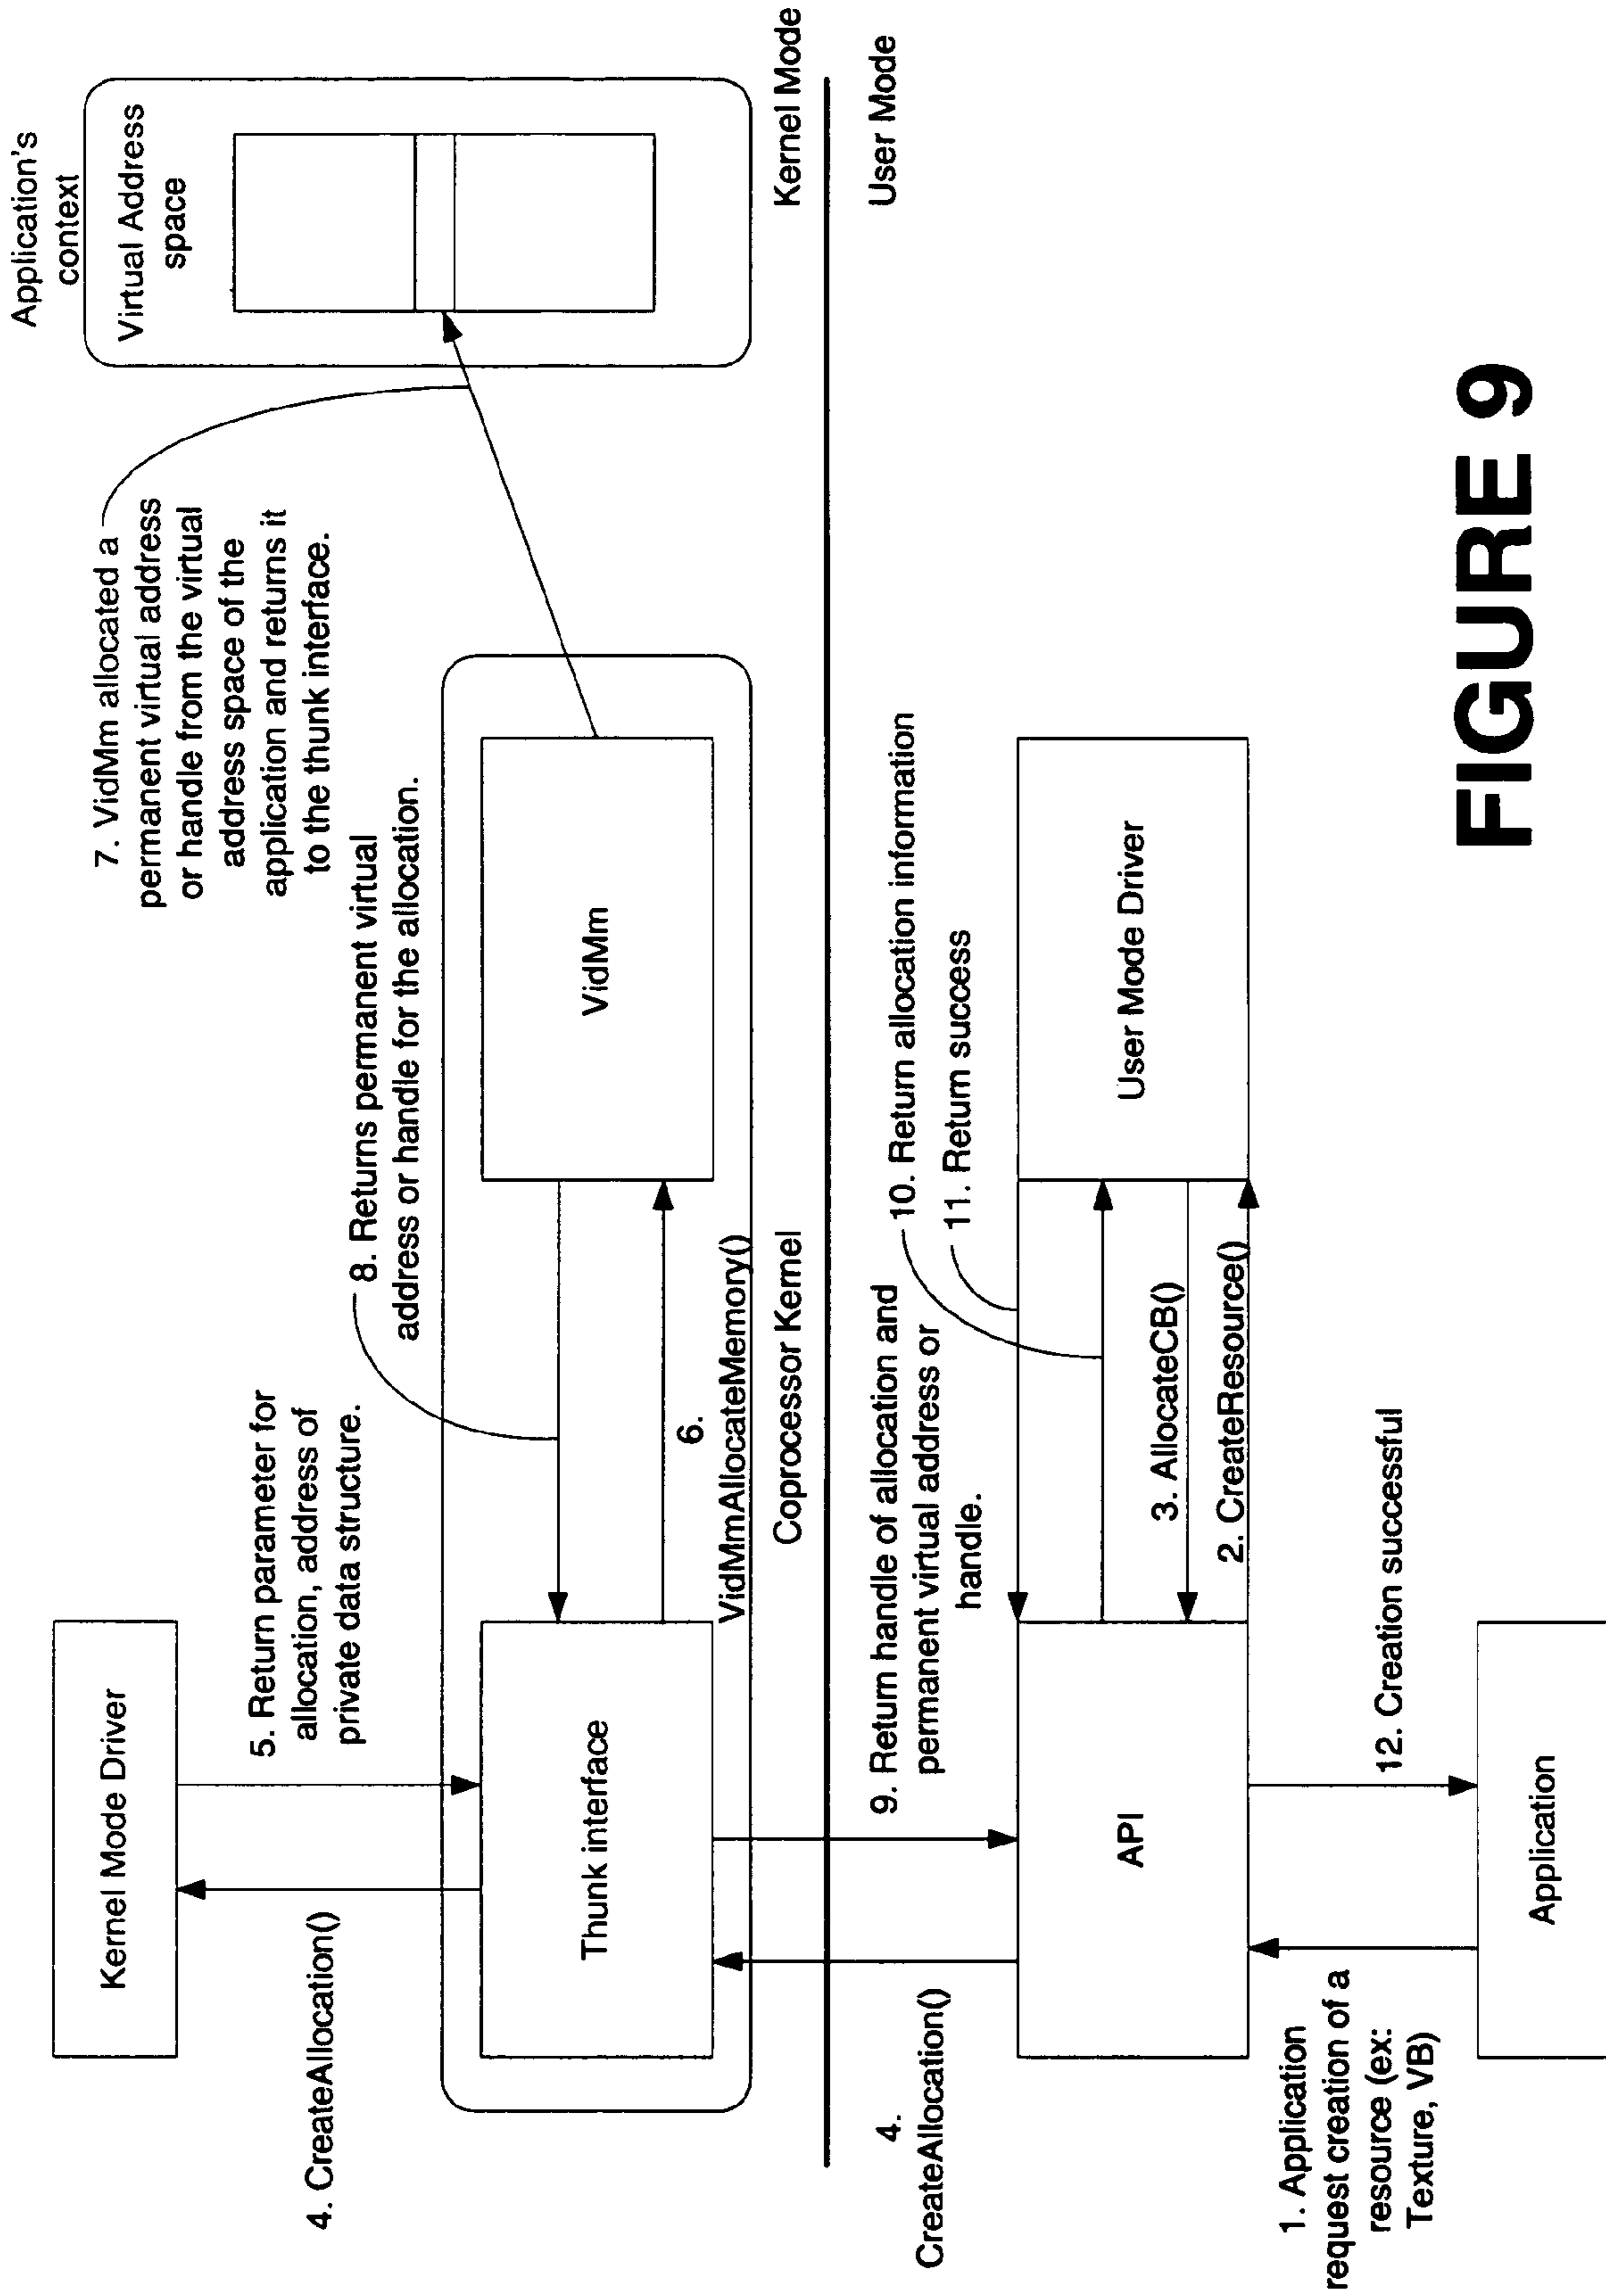 Application's
context
Virtual Address
space
Kernel Mode
User Mode
7. VidMm allocated a
permanent virtual address
or handle from the virtual
address space of the
application and returns it
to the thunk interface.
8. Returns permanent virtual
address or handle for the allocation.
VidMm
6.
VidMmAllocateMemory()
Coprocessor Kernel
Kernel Mode Driver
5. Return parameter for
allocation, address of
private data structure.
4. CreateAllocation()
Thunk interface
10. Return allocation information
11. Return success
User Mode Driver
9. Return handle of allocation and
permanent virtual address or
handle.
3. AllocateCB()
2. CreateResource()
4.
CreateAllocation()
API
12. Creation successful
1. Application
request creation of a
resource (ex:
Texture, VB)
Application
FIGURE 9